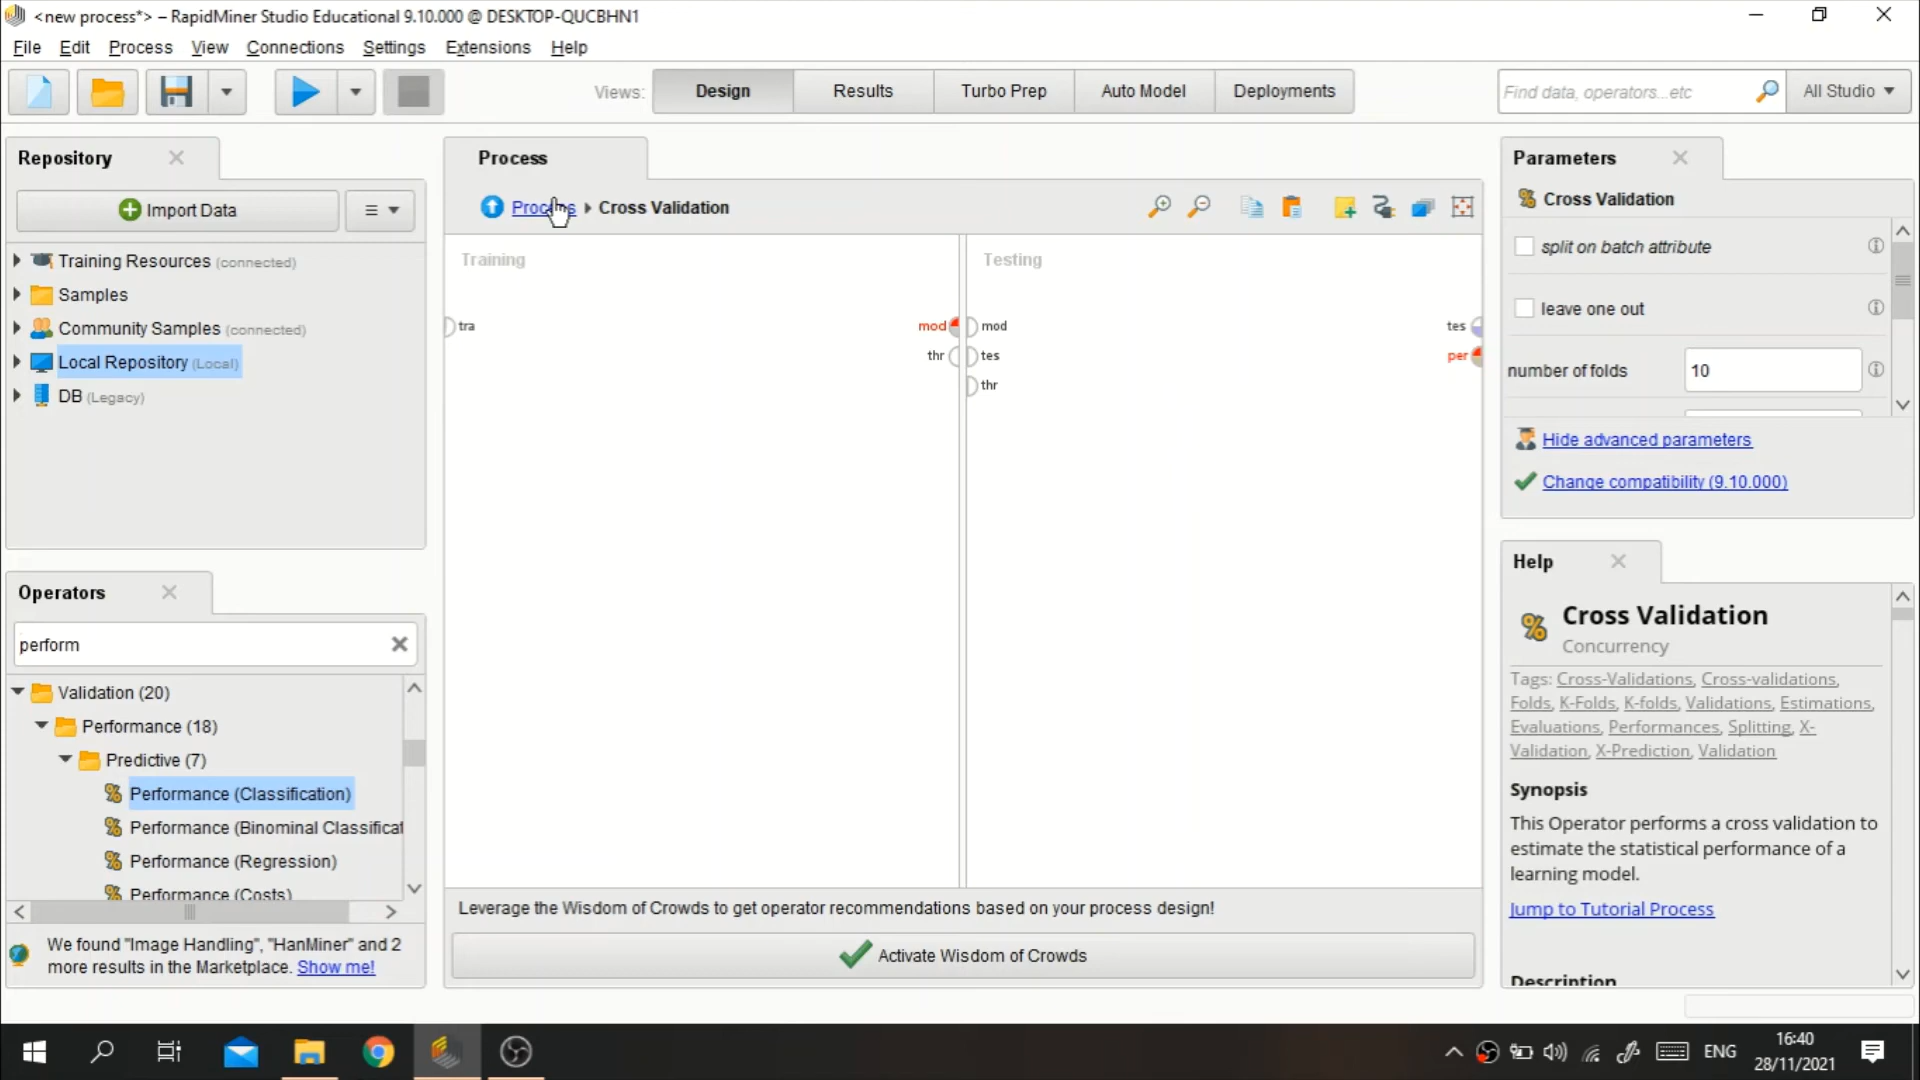 <new process*> – RapidMiner Studio Educational 9.10.000 @ DESKTOP-QUCBHN1
File Edit Process View Connections Settings Extensions Help
Views: Design Results Turbo Prep Auto Model Deployments
Find data, operators...etc
All Studio
Repository
Import Data
Training Resources (connected)
Samples
Community Samples (connected)
Local Repository (Local)
DB (Legacy)
Operators
perform
Validation (20)
Performance (18)
Predictive (7)
Performance (Classification)
Performance (Binominal Classificat
Performance (Regression)
Performance (Costs)
We found "Image Handling", "HanMiner" and 2
more results in the Marketplace. Show me!
Process
Process Cross Validation
Training
Testing
tra
mod
thr
mod
tes
thr
tes
per
Leverage the Wisdom of Crowds to get operator recommendations based on your process design!
Activate Wisdom of Crowds
Parameters
Cross Validation
split on batch attribute
leave one out
number of folds 10
Hide advanced parameters
Change compatibility (9.10.000)
Help
Cross Validation
Concurrency
Tags: Cross-Validations, Cross-validations,
Folds, K-Folds, K-folds, Validations, Estimations,
Evaluations, Performances, Splitting, X-
Validation, X-Prediction, Validation
Synopsis
This Operator performs a cross validation to
estimate the statistical performance of a
learning model.
Jump to Tutorial Process
Description
ENG
16:40
28/11/2021